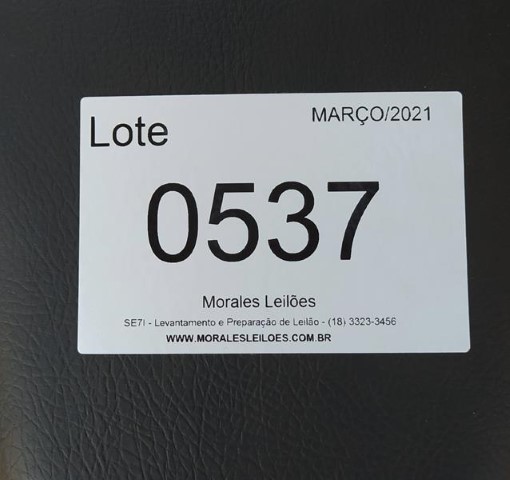 MARÇO/2021
Lote
0537
Morales Leilões
SE7I - Levantamento e Preparação de Leilão - (18) 3323-3456
WWW.MORALESLEILOES.COM.BR